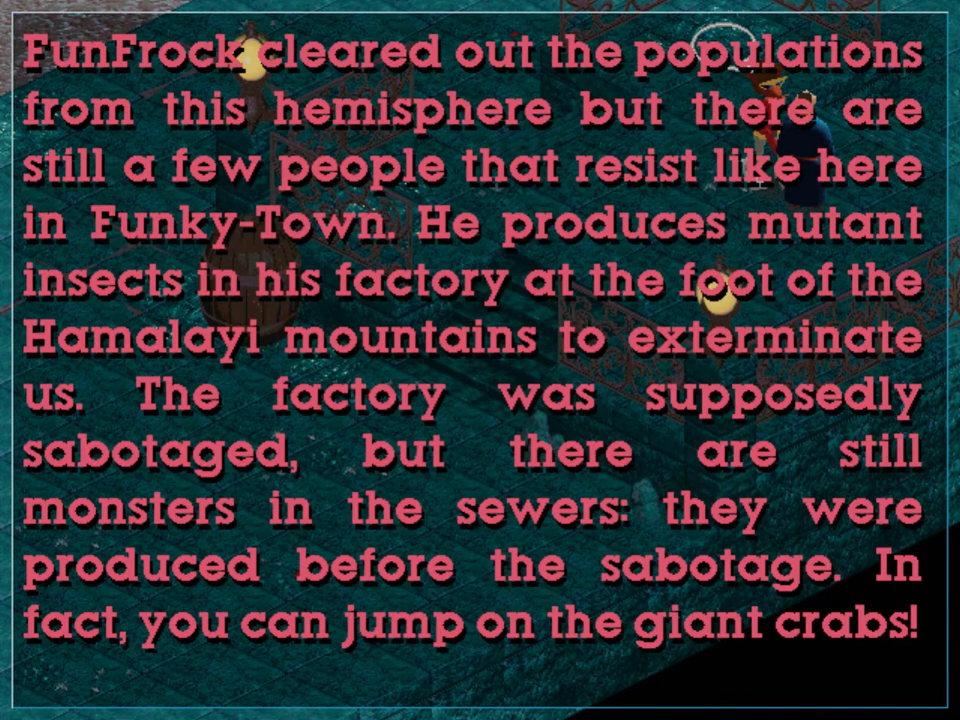 FunFrock cleared out the populations
from this hemisphere but there are
still a few people that resist like here
in Funky-Town. He produces mutant
insects in his factory at the foot of the
Hamalayi mountains to exterminate
us. The factory was supposedly
sabotaged, but there are still
monsters in the sewers: they were
produced before the sabotage. In
fact, you can jump on the giant crabs!